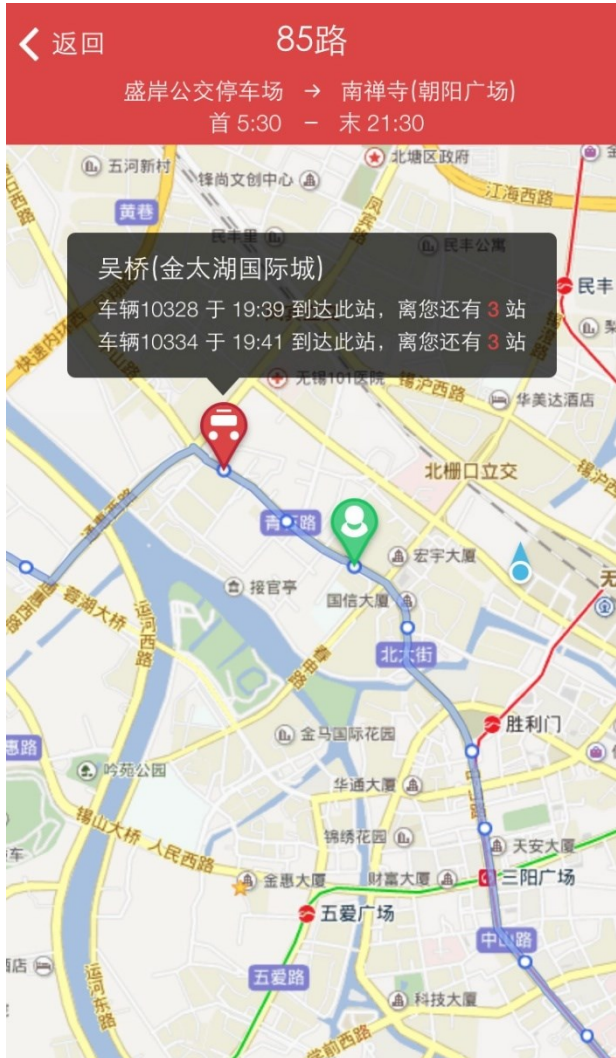 返回
85路
盛岸公交停车场 → 南禅寺(朝阳广场)
首 5:30 – 末 21:30
五河新村
锋尚文创中心
北塘区政府
凤宾路
江海西路
黄巷
民丰里
民丰公寓
民丰
吴桥(金太湖国际城)
车辆10328 于 19:39 到达此站，离您还有 3 站
车辆10334 于 19:41 到达此站，离您还有 3 站
快速内环西
无锡101医院
锡沪西路
华美达酒店
北栅口立交
宏宇大厦
接官亭
国信大厦
蓉湖大桥
运河西路
春申路
北大街
金马国际花园
胜利门
惠路
吟苑公园
华通大厦
锡山大桥
人民西路
锦绣花园
天安大厦
金惠大厦
财富大厦
三阳广场
五爱广场
中山路
五爱路
运河东路
科技大厦
学前西路